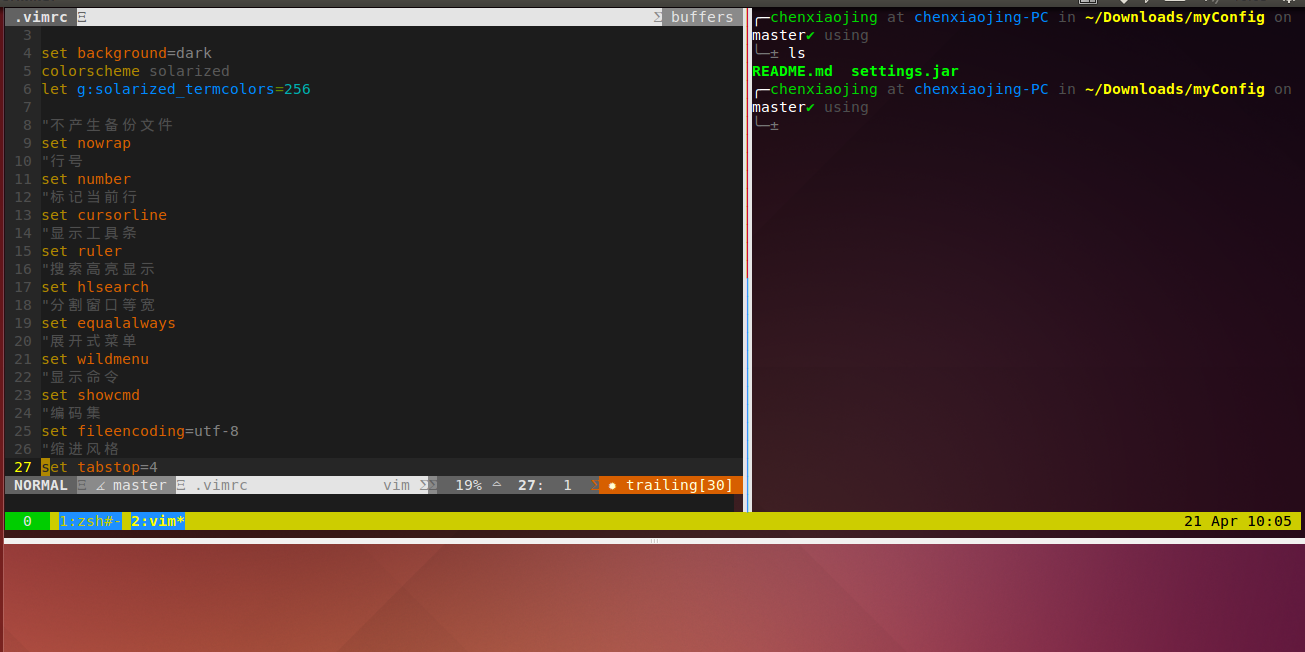 .vimrc Ξ Σ buffers
3
4 set background=dark
5 colorscheme solarized
6 let g:solarized_termcolors=256
7
8 "不产生备份文件
9 set nowrap
10 "行号
11 set number
12 "标记当前行
13 set cursorline
14 "显示工具条
15 set ruler
16 "搜索高亮显示
17 set hlsearch
18 "分割窗口等宽
19 set equalalways
20 "展开式菜单
21 set wildmenu
22 "显示命令
23 set showcmd
24 "编码集
25 set fileencoding=utf-8
26 "缩进风格
27 set tabstop=4
NORMAL Ξ master Ξ .vimrc vim ΣΣ 19% 27: 1 Σ trailing[30]
╭─chenxiaojing at chenxiaojing-PC in ~/Downloads/myConfig on
master✔ using
╰─± ls
README.md settings.jar
╭─chenxiaojing at chenxiaojing-PC in ~/Downloads/myConfig on
master✔ using
╰─±
0 1:zsh#- 2:vim* 21 Apr 10:05